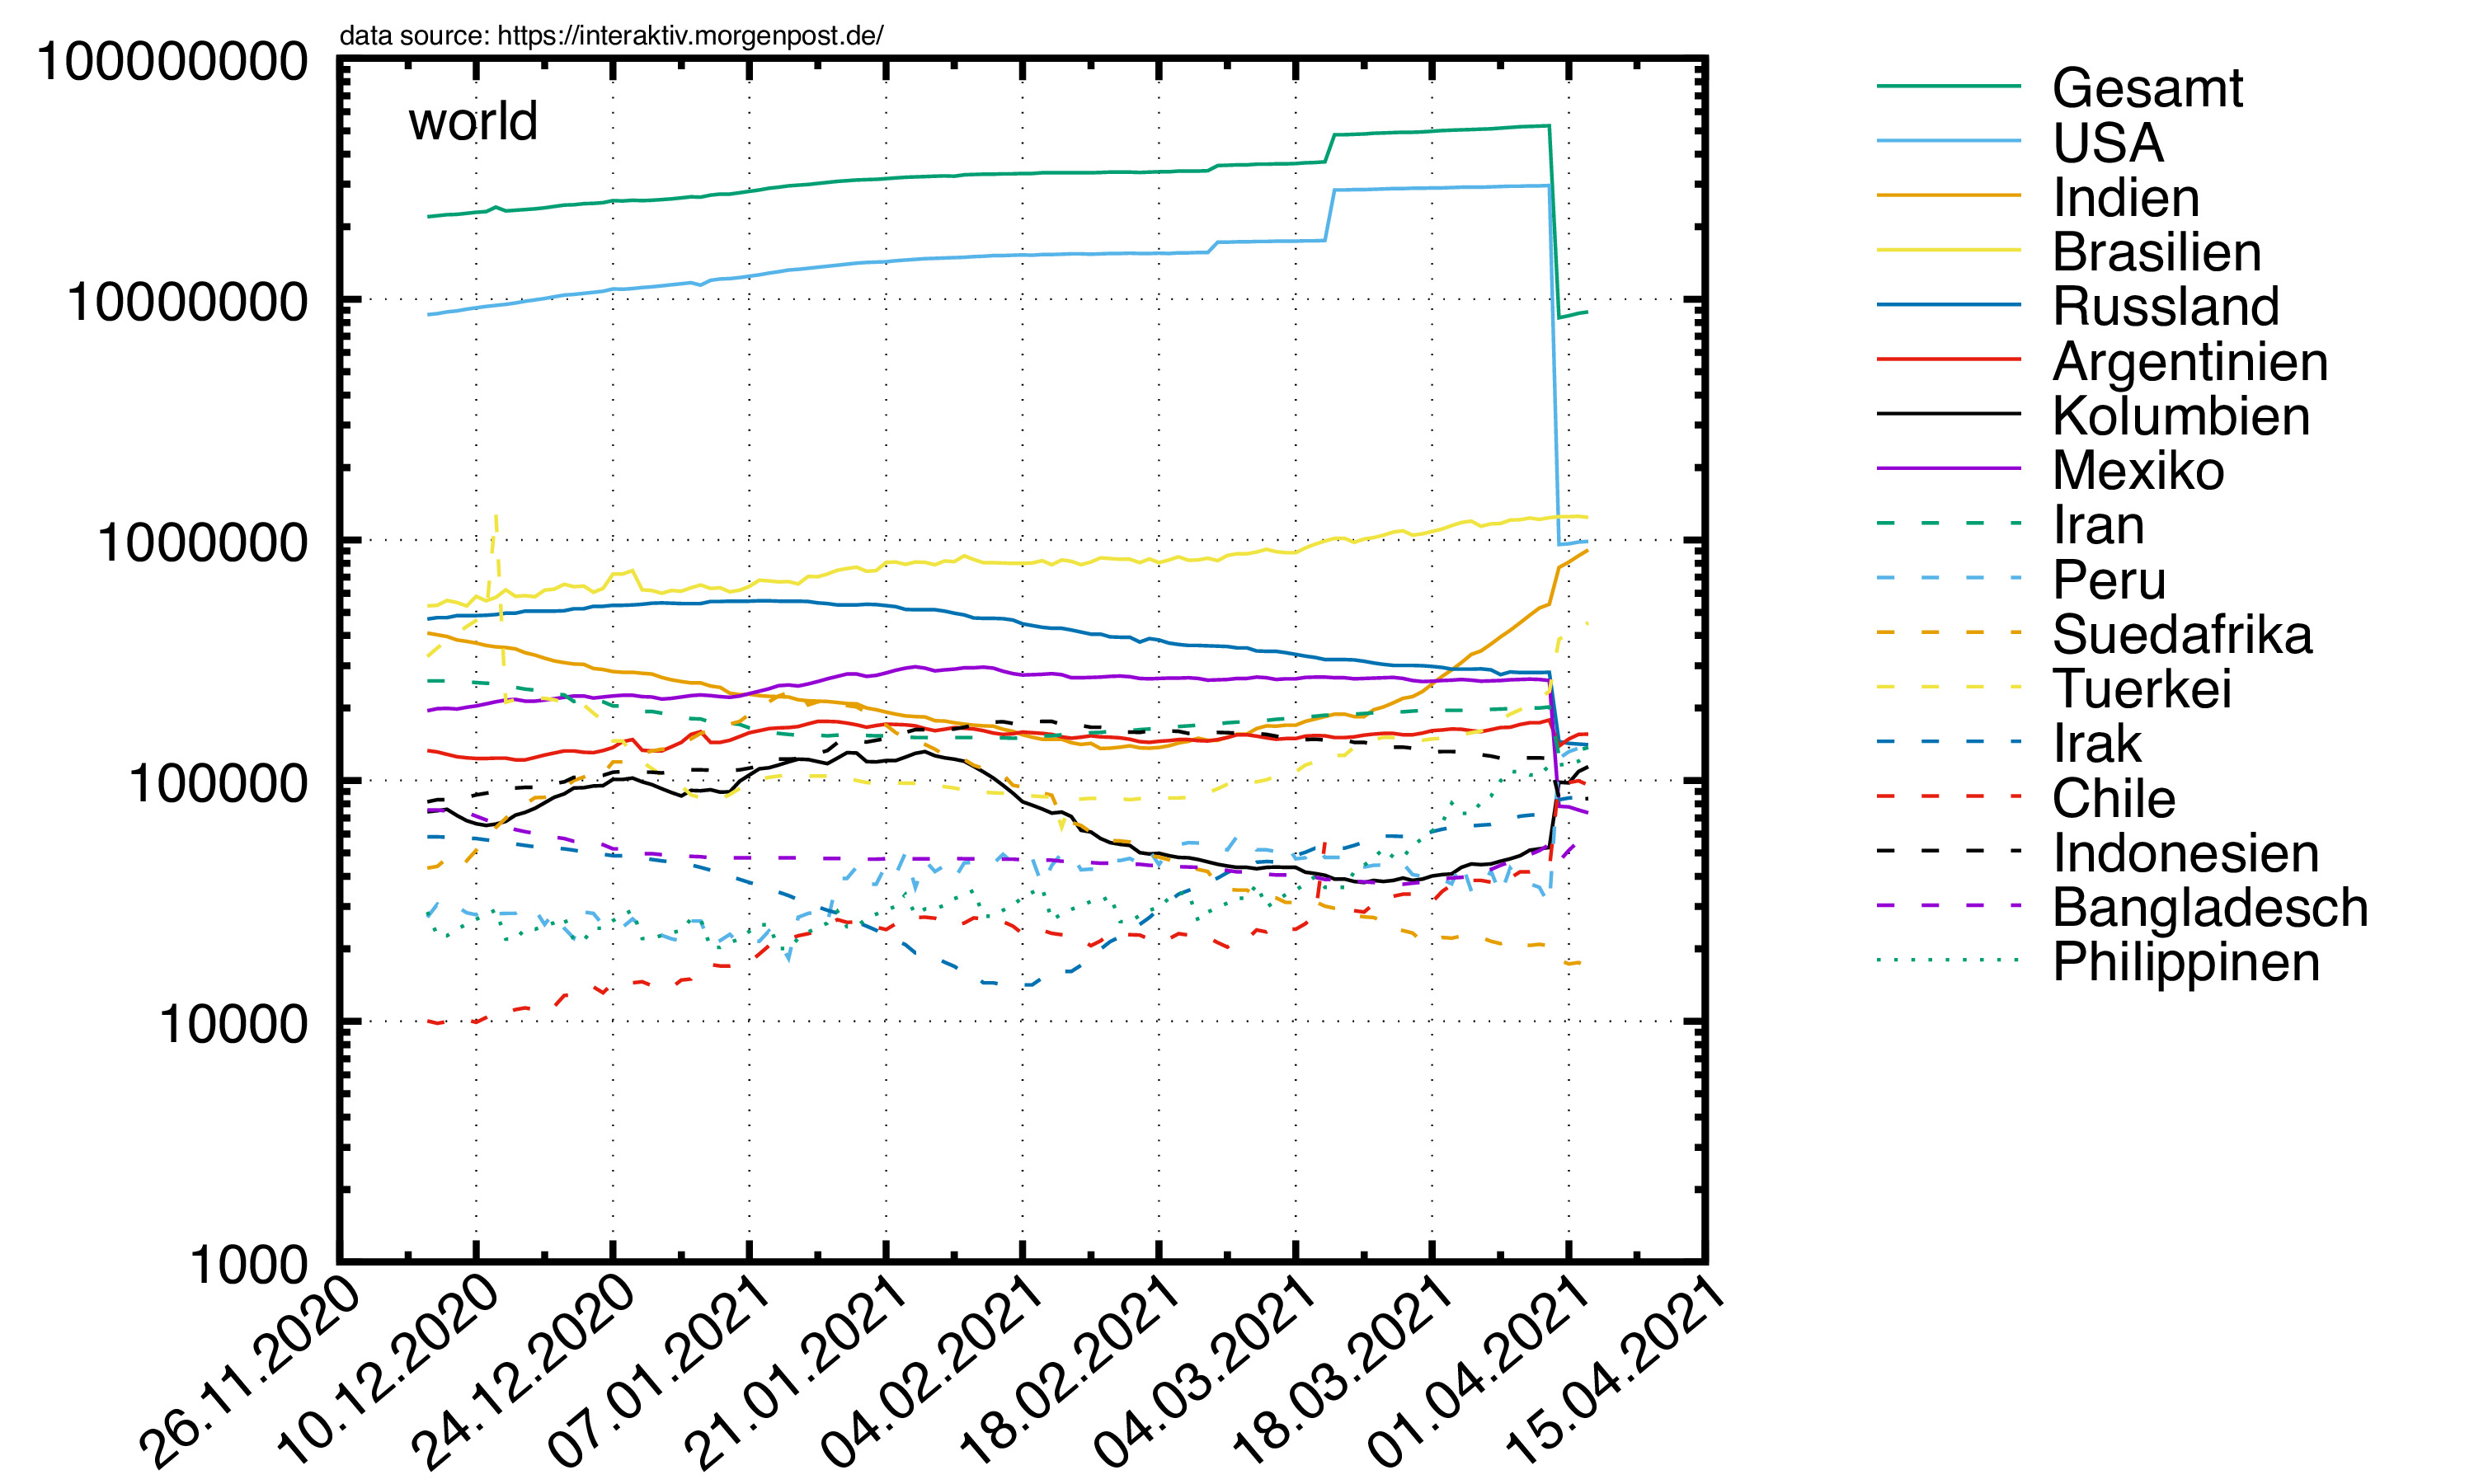 data source: https://interaktiv.morgenpost.de/
world
100000000
10000000
1000000
100000
10000
1000
26.11.2020
10.12.2020
24.12.2020
07.01.2021
21.01.2021
04.02.2021
18.02.2021
04.03.2021
18.03.2021
01.04.2021
15.04.2021
Gesamt
USA
Indien
Brasilien
Russland
Argentinien
Kolumbien
Mexiko
Iran
Peru
Suedafrika
Tuerkei
Irak
Chile
Indonesien
Bangladesch
Philippinen